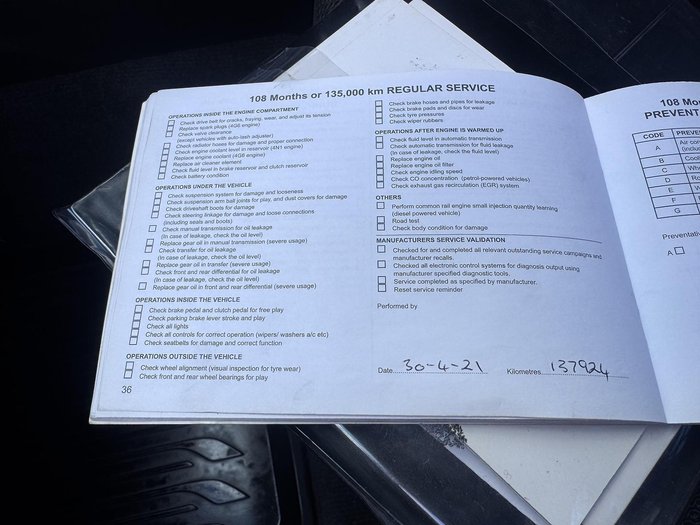 108 Months or 135,000 km REGULAR SERVICE
OPERATIONS INSIDE THE ENGINE COMPARTMENT
Check drive belt for cracks, fraying, wear, and adjust its tension
Replace spark plugs (4G6 engine)
Check valve clearance
(except vehicles with auto-lash adjuster)
Check radiator hoses for damage and proper connection
Check engine coolant level in reservoir (4N1 engine)
Replace engine coolant (4G6 engine)
Replace air cleaner element
Check fluid level in brake reservoir and clutch reservoir
Check battery condition
OPERATIONS UNDER THE VEHICLE
Check suspension system for damage and looseness
Check suspension arm ball joints for play, and dust covers for damage
Check driveshaft boots for damage
Check steering linkage for damage and loose connections
(including seals and boots)
Check manual transmission for oil leakage
(In case of leakage, check the oil level)
Replace gear oil in manual transmission (severe usage)
Check transfer for oil leakage
(In case of leakage, check the oil level)
Replace gear oil in transfer (severe usage)
Check front and rear differential for oil leakage
(In case of leakage, check the oil level)
Replace gear oil in front and rear differential (severe usage)
OPERATIONS INSIDE THE VEHICLE
Check brake pedal and clutch pedal for free play
Check parking brake lever stroke and play
Check all lights
Check all controls for correct operation (wipers/ washers a/c etc)
Check seatbelts for damage and correct function
OPERATIONS OUTSIDE THE VEHICLE
Check wheel alignment (visual inspection for tyre wear)
Check front and rear wheel bearings for play
36
Check brake hoses and pipes for leakage
Check brake pads and discs for wear
Check tyre pressures
Check wiper rubbers
OPERATIONS AFTER ENGINE IS WARMED UP
Check fluid level in automatic transmission
Check automatic transmission for fluid leakage
(In case of leakage, check the fluid level)
Replace engine oil
Replace engine oil filter
Check engine idling speed
Check CO concentration (petrol-powered vehicles)
Check exhaust gas recirculation (EGR) system
OTHERS
Perform common rail engine small injection quantity learning
(diesel powered vehicle)
Road test
Check body condition for damage
MANUFACTURERS SERVICE VALIDATION
Checked for and completed all relevant outstanding service campaigns and
manufacturer recalls.
Checked all electronic control systems for diagnosis output using
manufacturer specified diagnostic tools.
Service completed as specified by manufacturer.
Reset service reminder
Performed by
Date 30-4-21 Kilometres 137924
108 Mo
PREVENT
CODE PREVE
A Air co
(inclu
B Coo
C Whe
D Ro
E
F
G
Preventati
A